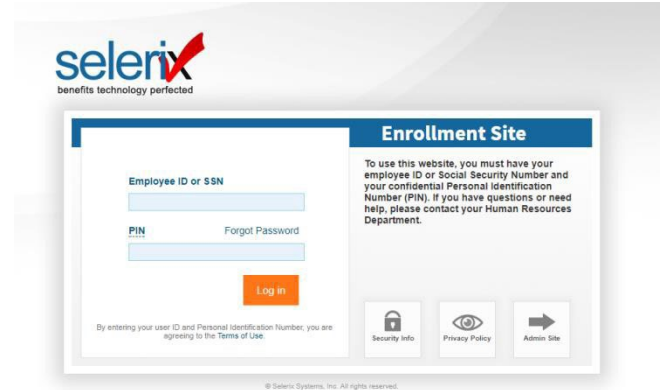 selerix
benefits technology perfected
Enrollment Site
To use this website, you must have your
employee ID or Social Security Number and
your confidential Personal Identification
Number (PIN). If you have questions or need
help, please contact your Human Resources
Department.
Employee ID or SSN
PIN
Forgot Password
Log in
By entering your user ID and Personal Identification Number, you are
agreeing to the Terms of Use.
Security Info
Privacy Policy
Admin Site
© Selerix Systems, Inc. All rights reserved.